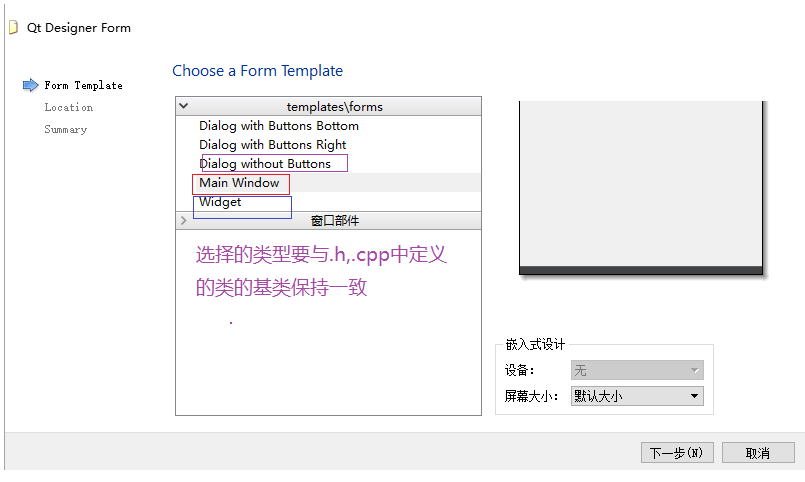 Qt Designer Form
Form Template
Location
Summary
Choose a Form Template
templates\forms
Dialog with Buttons Bottom
Dialog with Buttons Right
Dialog without Buttons
Main Window
Widget
窗口部件
选择的类型要与.h,.cpp中定义
的类的基类保持一致
.
嵌入式设计
设备: 无
屏幕大小: 默认大小
下一步(N) 取消